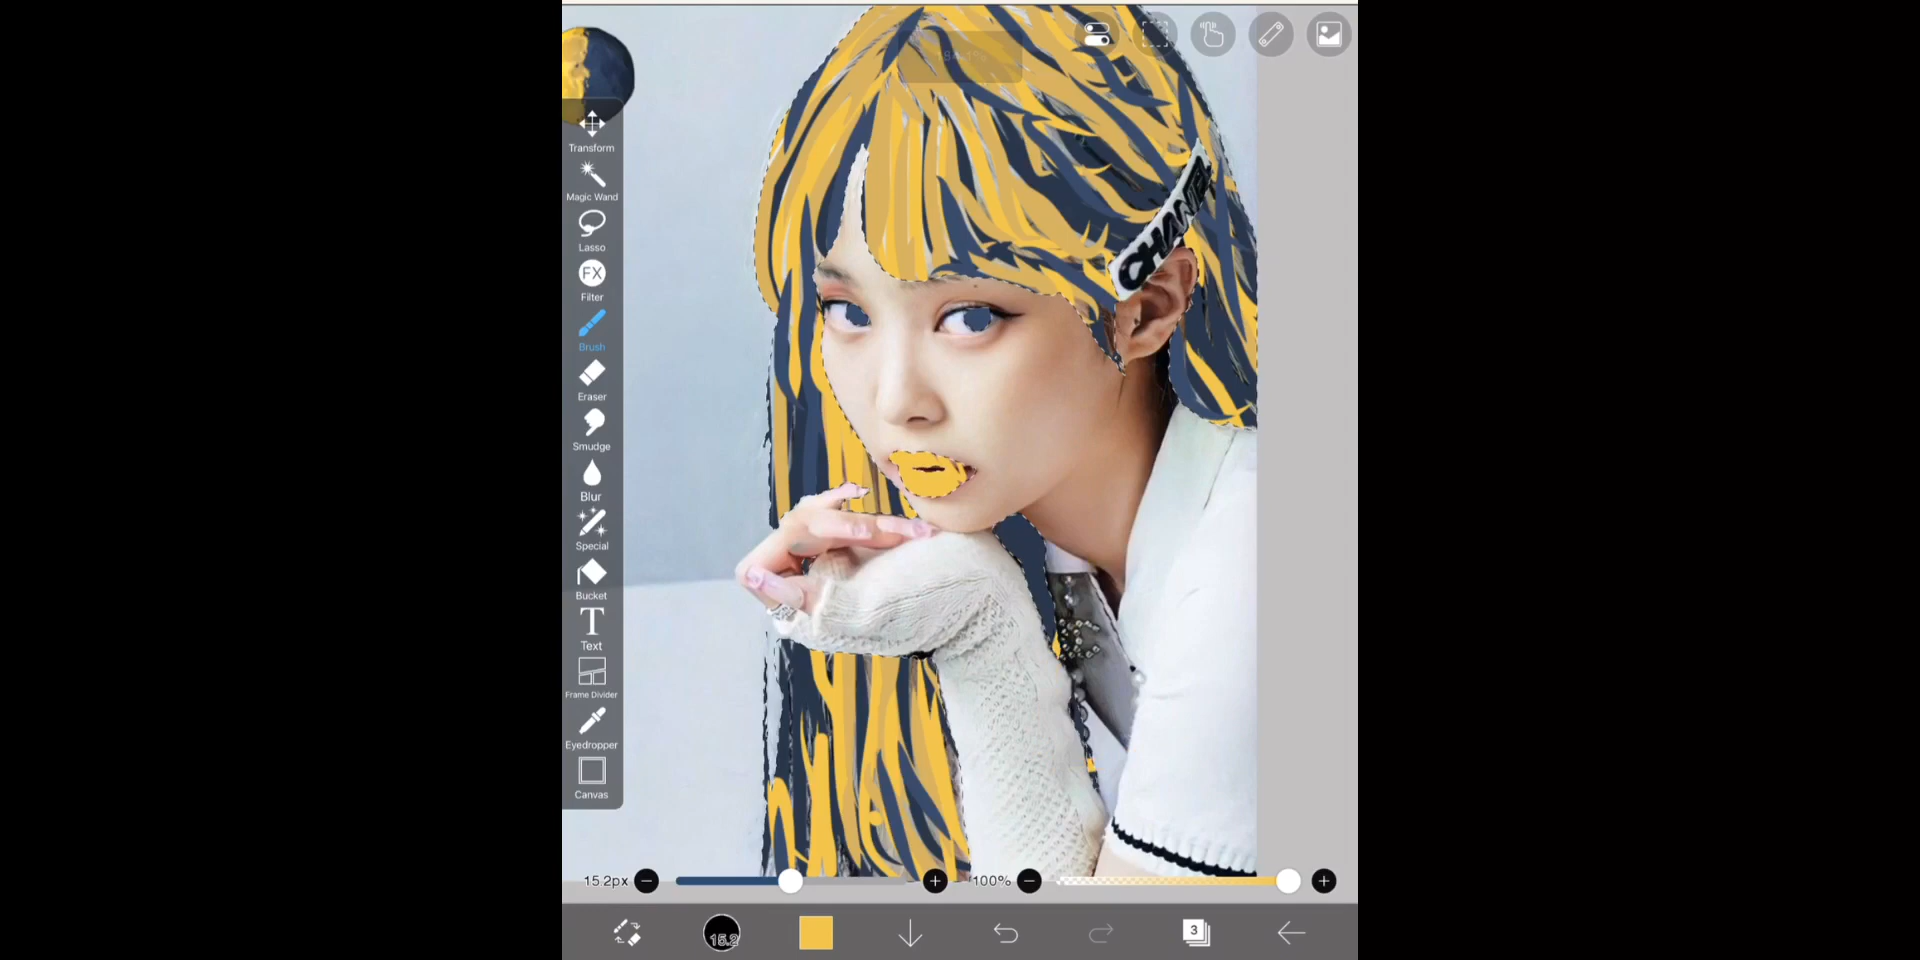 Transform
Magic Wand
Lasso
FX
Filter
Brush
Eraser
Smudge
Blur
Special
Bucket
T
Text
Frame Divider
Eyedropper
Canvas
CHANEL
15.2px
100%
15.2
3